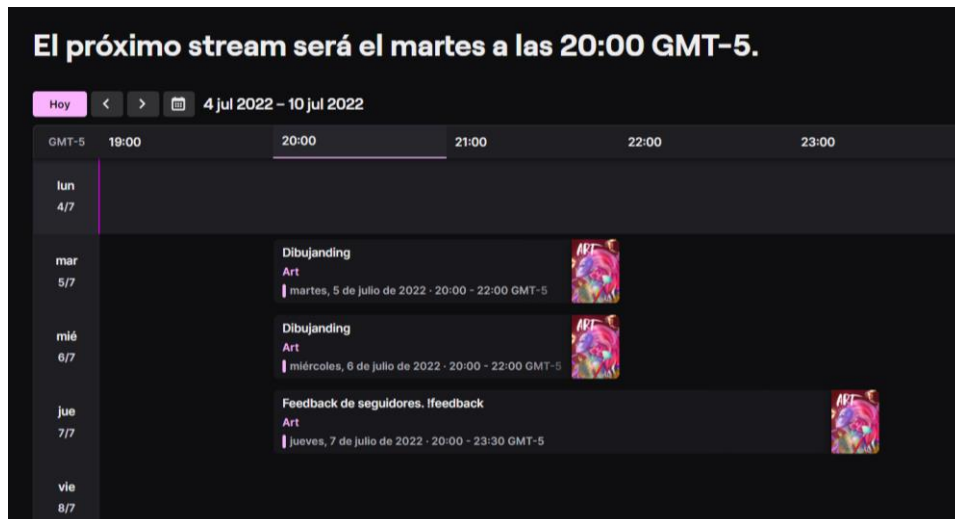 El próximo stream será el martes a las 20:00 GMT-5.
Hoy 4 jul 2022 – 10 jul 2022
GMT-5 19:00 20:00 21:00 22:00 23:00
lun
4/7
mar
5/7
Dibujanding
Art
martes, 5 de julio de 2022 · 20:00 - 22:00 GMT-5
ART
mié
6/7
Dibujanding
Art
miércoles, 6 de julio de 2022 · 20:00 - 22:00 GMT-5
ART
jue
7/7
Feedback de seguidores. !feedback
Art
jueves, 7 de julio de 2022 · 20:00 - 23:30 GMT-5
ART
vie
8/7